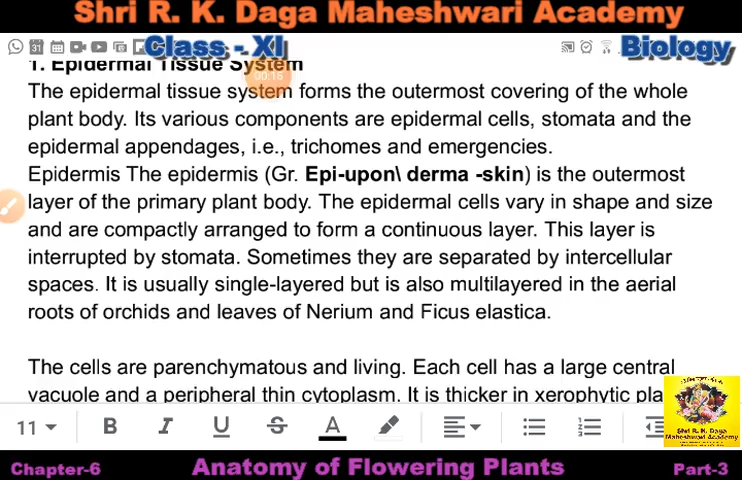 Shri R. K. Daga Maheshwari Academy
Class - XI
Biology
31
1. Epidermal Tissue System
00:16
The epidermal tissue system forms the outermost covering of the whole
plant body. Its various components are epidermal cells, stomata and the
epidermal appendages, i.e., trichomes and emergencies.
Epidermis The epidermis (Gr. Epi-upon\ derma -skin) is the outermost
layer of the primary plant body. The epidermal cells vary in shape and size
and are compactly arranged to form a continuous layer. This layer is
interrupted by stomata. Sometimes they are separated by intercellular
spaces. It is usually single-layered but is also multilayered in the aerial
roots of orchids and leaves of Nerium and Ficus elastica.
The cells are parenchymatous and living. Each cell has a large central
vacuole and a peripheral thin cytoplasm. It is thicker in xerophytic
11 B I U S A
Shri R. K. Daga
Maheshwari Academy
Chapter-6
Anatomy of Flowering Plants
Part-3